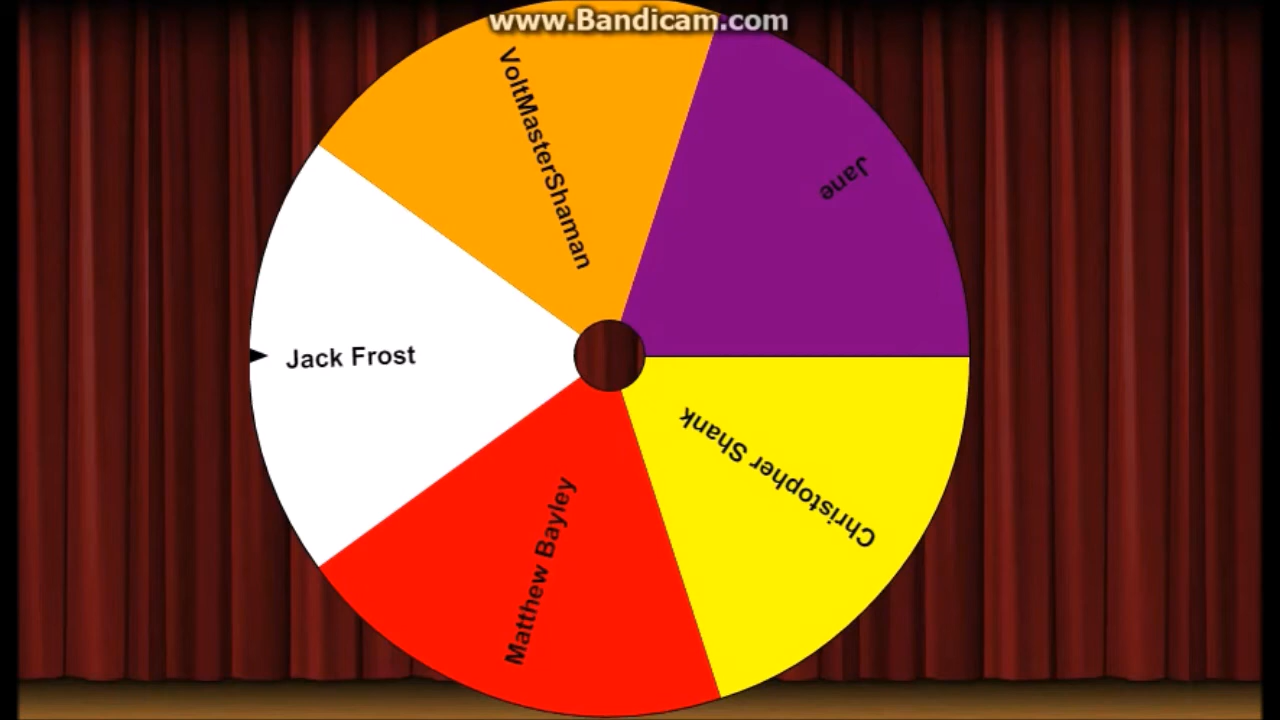 www.Bandicam.com
VoltMasterShaman
Jane
Jack Frost
Christopher Shank
Matthew Bayley